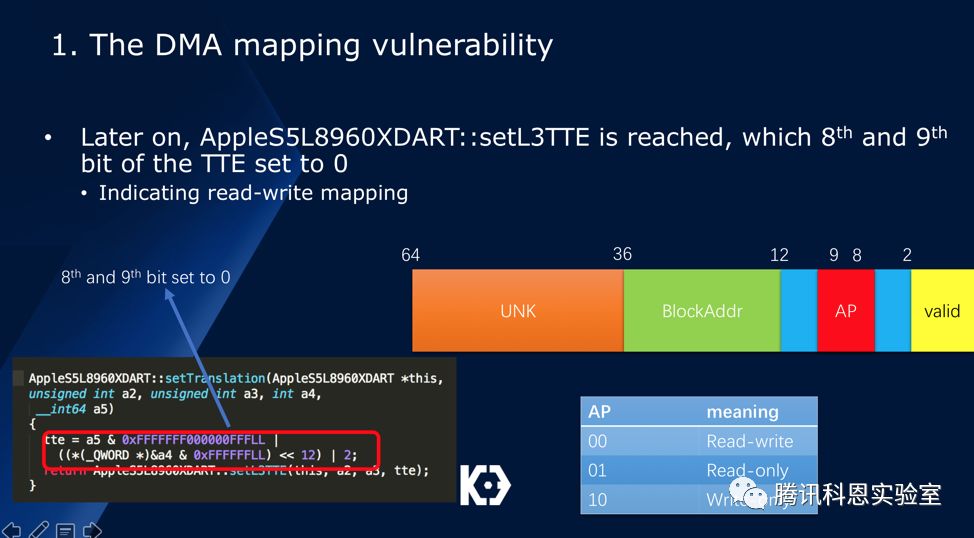 1. The DMA mapping vulnerability
• Later on, AppleS5L8960XDART::setL3TTE is reached, which 8th and 9th
bit of the TTE set to 0
• Indicating read-write mapping
64 36 12 9 8 2
UNK BlockAddr AP valid
8th and 9th bit set to 0
AppleS5L8960XDART::setTranslation(AppleS5L8960XDART *this,
unsigned int a2, unsigned int a3, int a4,
__int64 a5)
{
tte = a5 & 0xFFFFFFF000000FFFLL |
((*(_QWORD *)&a4 & 0xFFFFFFLL) << 12) | 2;
return AppleS5L8960XDART::setL3TTE(this, a2, a3, tte);
}
AP meaning
00 Read-write
01 Read-only
10
腾讯科恩实验室